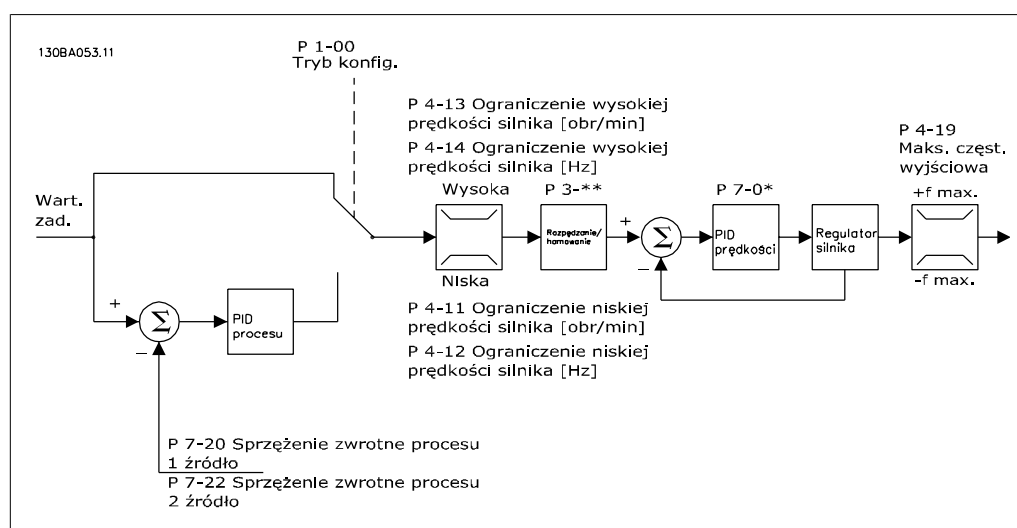 130BA053.11
P 1-00
Tryb konfig.
P 4-13 Ograniczenie wysokiej
prędkości silnika [obr/min]
P 4-14 Ograniczenie wysokiej
prędkości silnika [Hz]
P 4-19
Maks. częst.
wyjściowa
Wart.
zad.
Wysoka
P 3-**
P 7-0*
+f max.
+
Σ
Rozpędzanie/
hamowanie
PID
prędkości
Regulator
silnika
−
Niska
-f max.
P 4-11 Ograniczenie niskiej
prędkości silnika [obr/min]
P 4-12 Ograniczenie niskiej
prędkości silnika [Hz]
+
Σ
PID
procesu
−
P 7-20 Sprzężenie zwrotne procesu
1 źródło
P 7-22 Sprzężenie zwrotne procesu
2 źródło